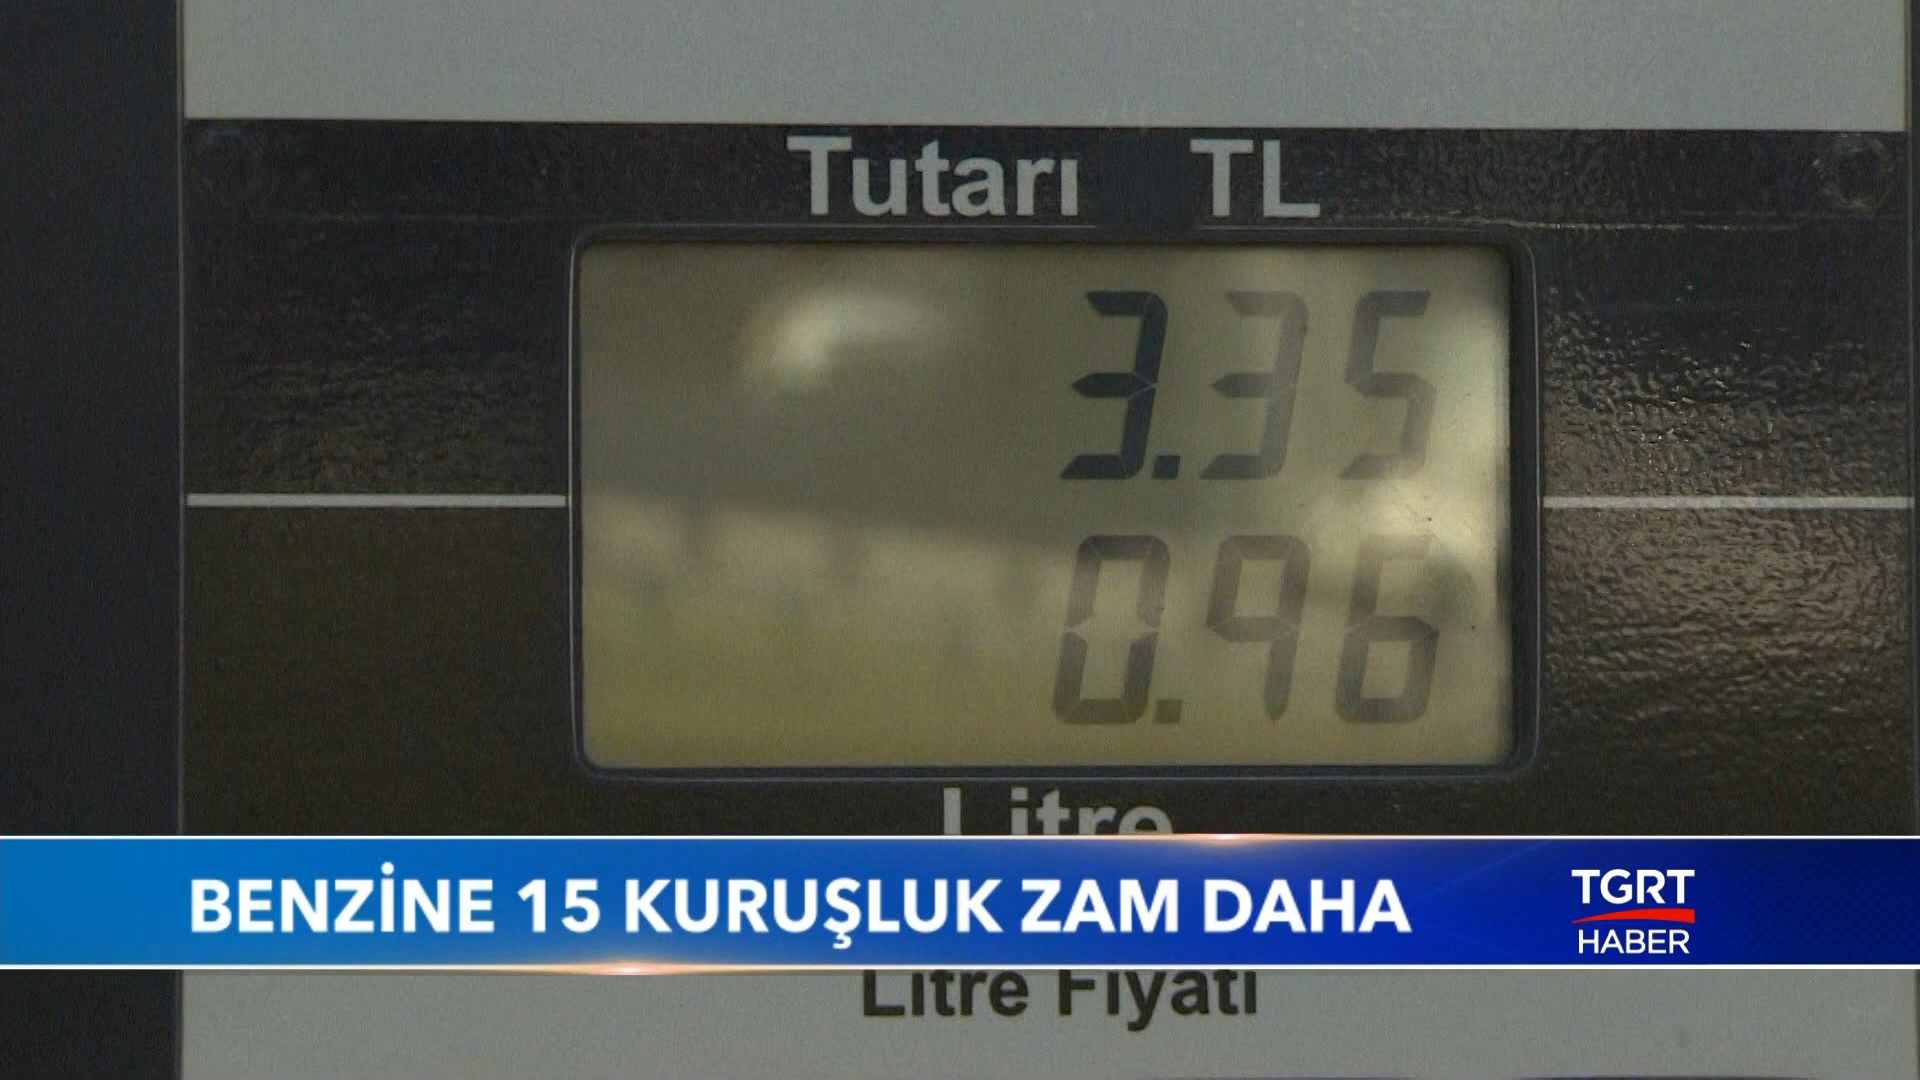 Tutarı TL
3.35
0.96
Litre
BENZİNE 15 KURUŞLUK ZAM DAHA
TGRT
HABER
Litre Fiyatı